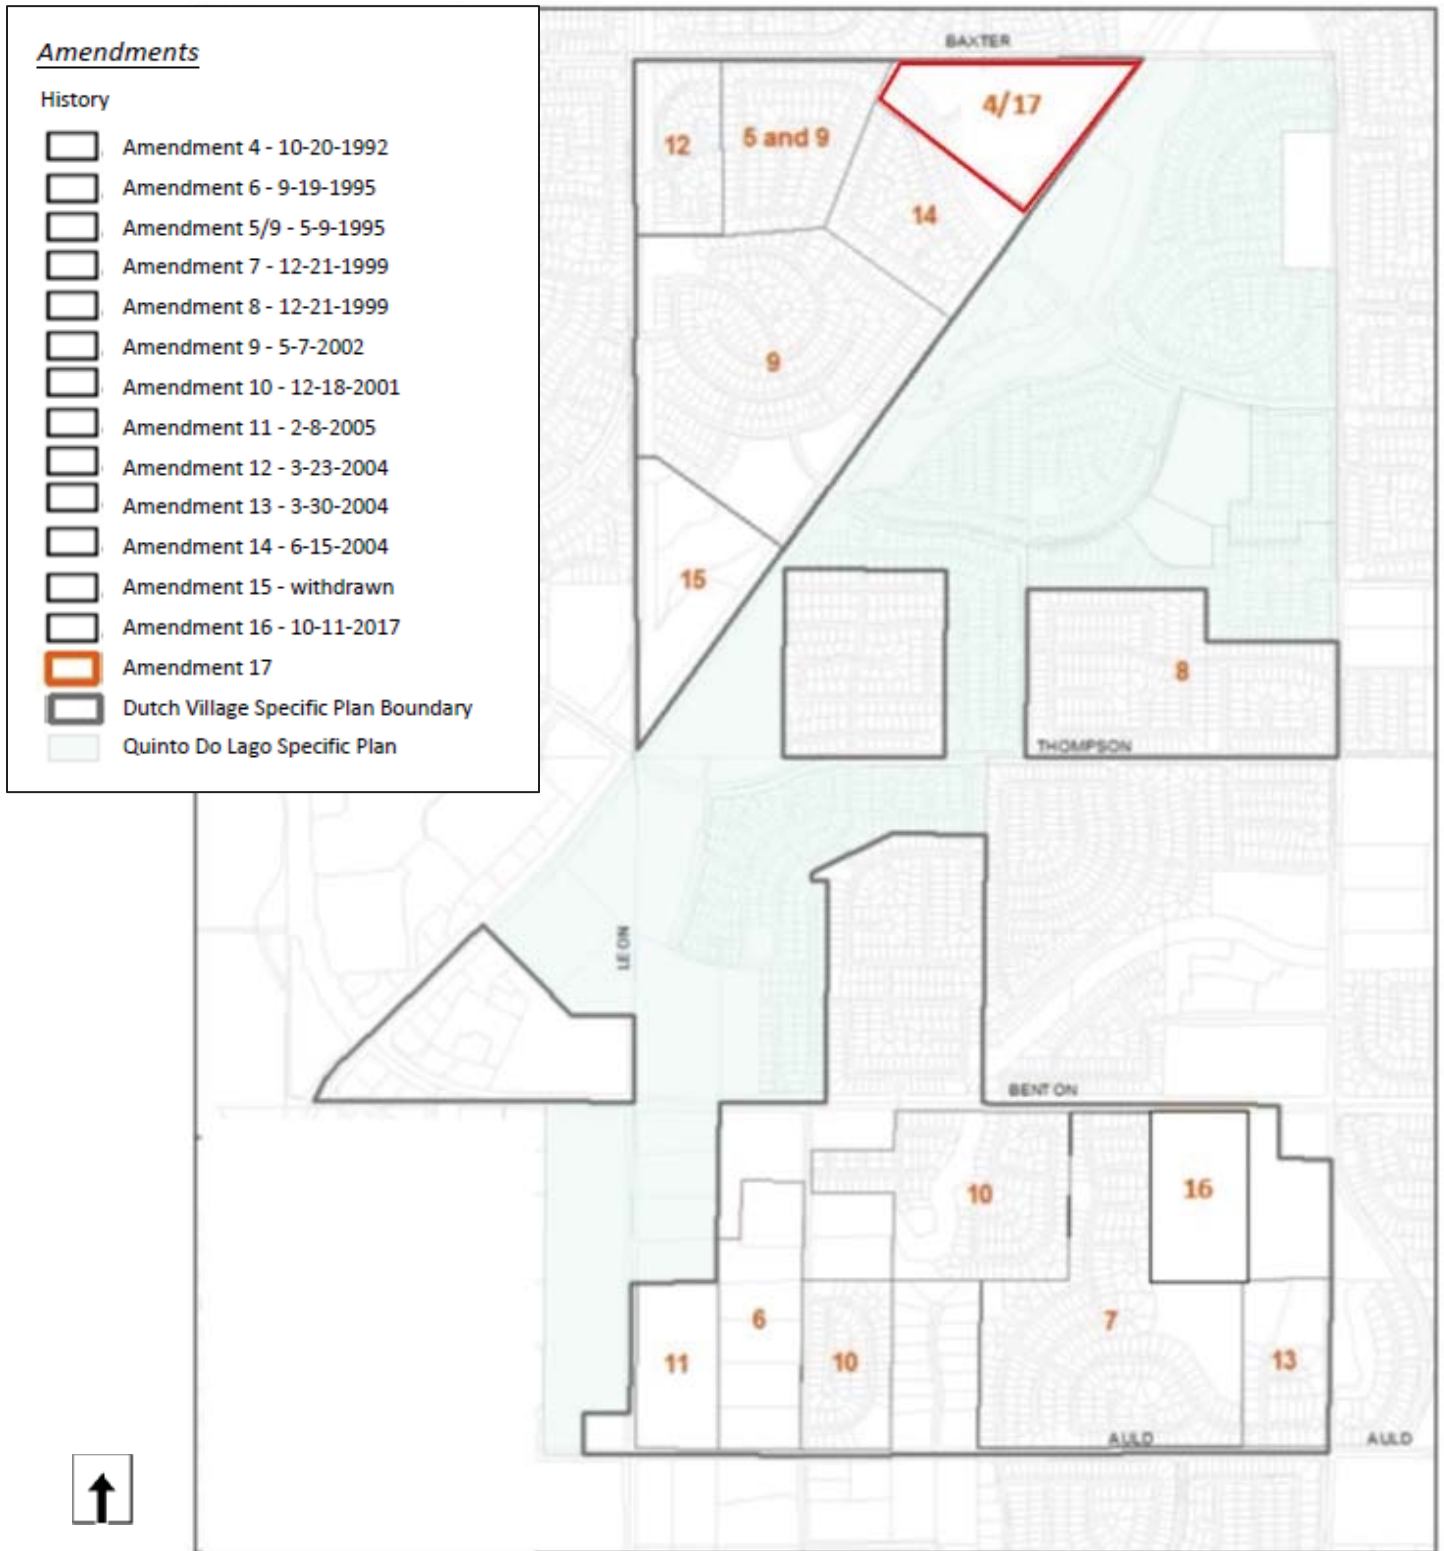 Amendments
History
Amendment 4 - 10-20-1992
Amendment 6 - 9-19-1995
Amendment 5/9 - 5-9-1995
Amendment 7 - 12-21-1999
Amendment 8 - 12-21-1999
Amendment 9 - 5-7-2002
Amendment 10 - 12-18-2001
Amendment 11 - 2-8-2005
Amendment 12 - 3-23-2004
Amendment 13 - 3-30-2004
Amendment 14 - 6-15-2004
Amendment 15 - withdrawn
Amendment 16 - 10-11-2017
Amendment 17
Dutch Village Specific Plan Boundary
Quinto Do Lago Specific Plan
BAXTER
4/17
12
5 and 9
14
9
15
8
THOMPSON
LEON
BENTON
10
16
6
7
11
10
13
AULD
AULD